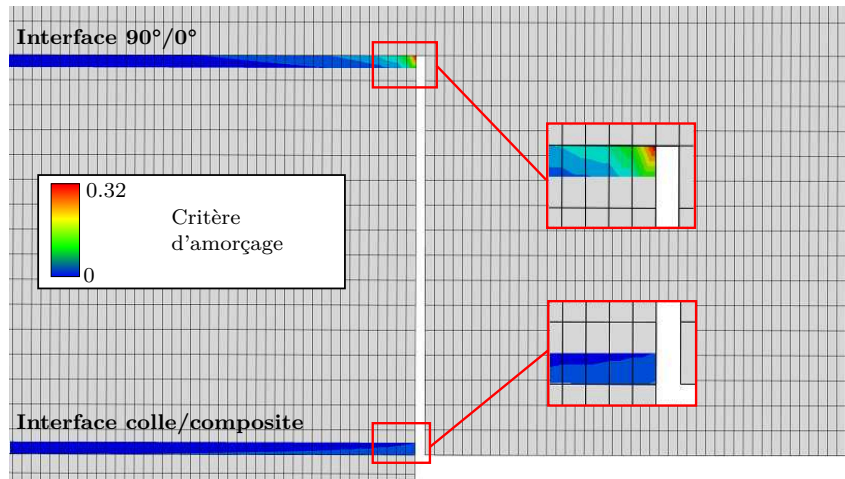 Interface 90°/0°
0.32
Critère
d'amorçage
0
Interface colle/composite